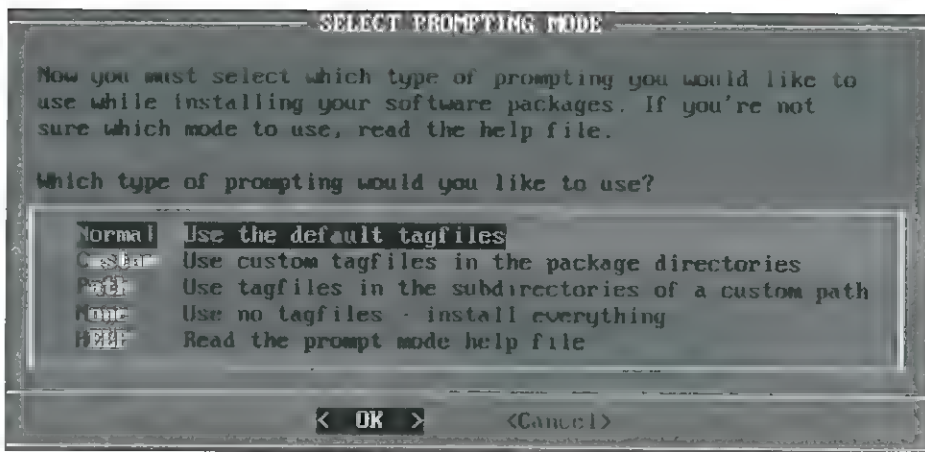 SELECT PROMPTING MODE
Now you must select which type of prompting you would like to
use while installing your software packages. If you're not
sure which mode to use, read the help file.
Which type of prompting would you like to use?
Normal Use the default tagfiles
Custom Use custom tagfiles in the package directories
Path Use tagfiles in the subdirectories of a custom path
None Use no tagfiles - install everything
HELP Read the prompt mode help file
< OK > <Cancel>